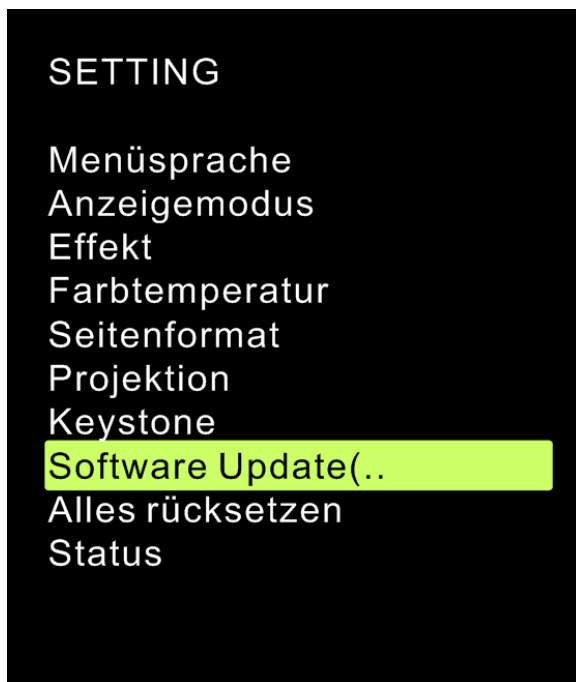 SETTING
Menüsprache
Anzeigemodus
Effekt
Farbtemperatur
Seitenformat
Projektion
Keystone
Software Update(..
Alles rücksetzen
Status